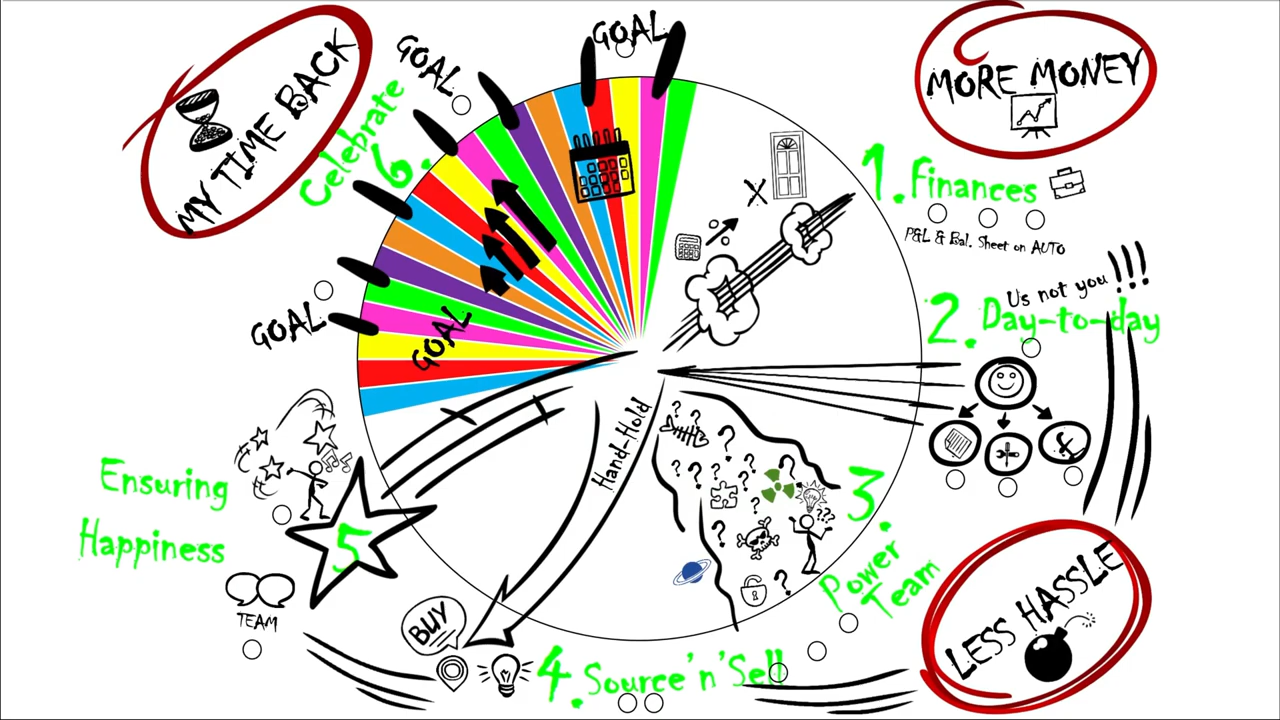 MY TIME BACK
6.
Celebrate
GOAL
GOAL
GOAL
GOAL
MORE MONEY
1. Finances
P&L & Bal. Sheet on AUTO
Us not you !!!
2. Day-to-day
£
3.
Power
Team
? ? ? ? ? ? ? ? ? ? ? ? ???
LESS HASSLE
Hand-Hold
BUY
4. Source'n'Sell
5
Ensuring
Happiness
TEAM